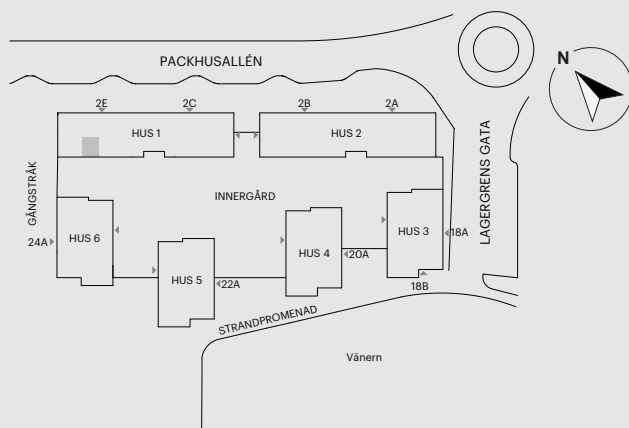 PACKHUSALLÉN
N
2E
2C
2B
2A
HUS 1
HUS 2
LAGERGRENS GATA
GÅNGSTRÅK
INNERGÅRD
24A
HUS 6
HUS 5
22A
HUS 4
20A
HUS 3
18A
18B
STRANDPROMENAD
Vänern